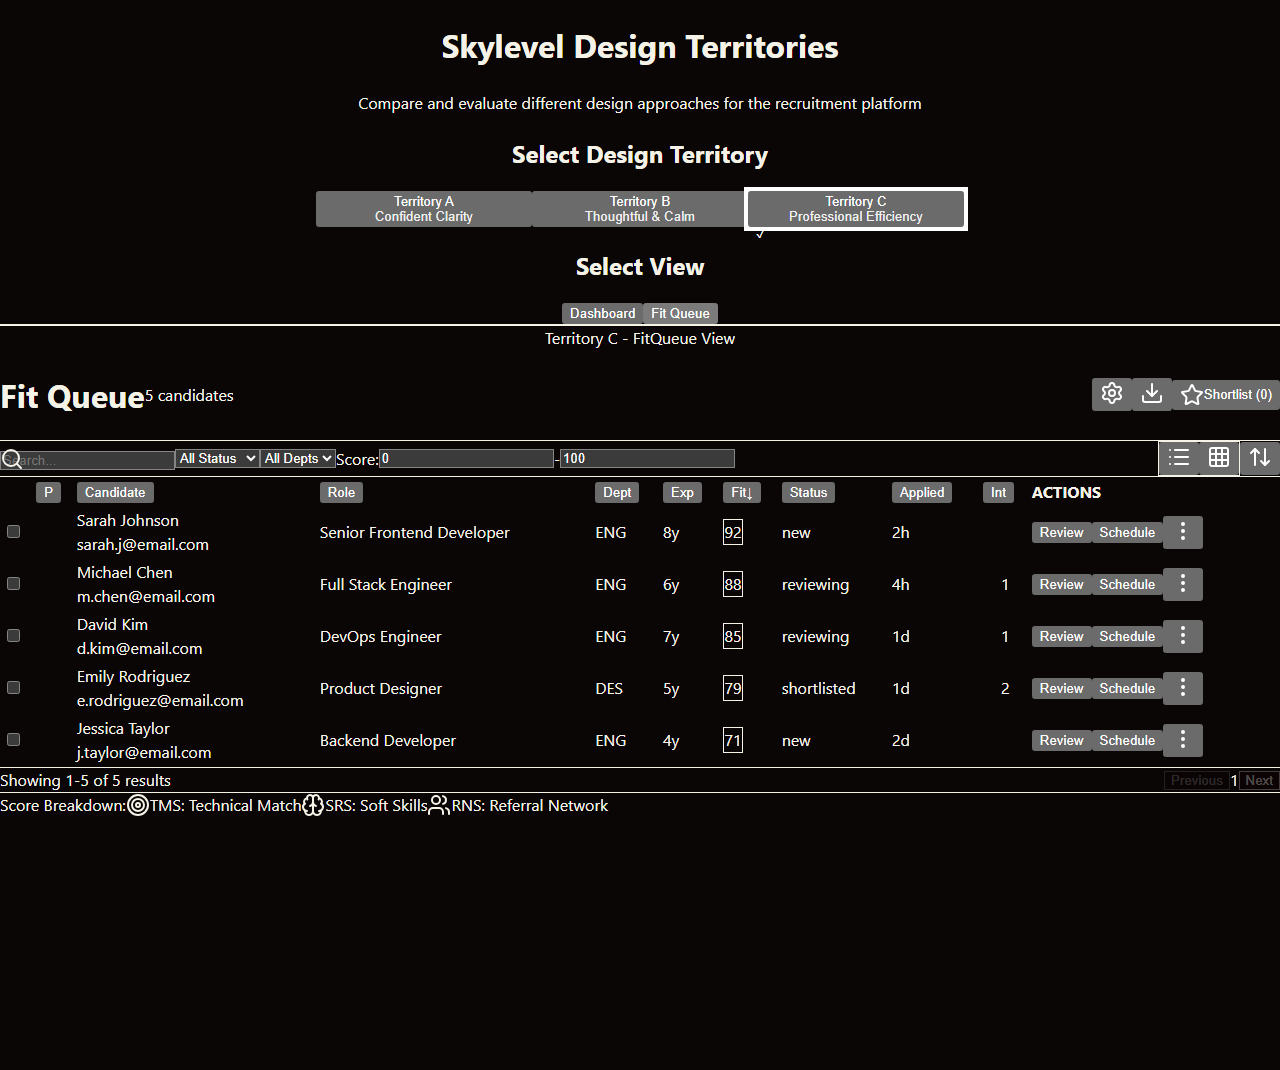 Skylevel Design Territories
Compare and evaluate different design approaches for the recruitment platform
Select Design Territory
Territory A
Confident Clarity
Territory B
Thoughtful & Calm
Territory C
Professional Efficiency
✓
Select View
Dashboard Fit Queue
Territory C - FitQueue View
Fit Queue 5 candidates Shortlist (0)
Search... All Status All Depts Score: 0 - 100
P Candidate Role Dept Exp Fit↓ Status Applied Int ACTIONS
Sarah Johnson
sarah.j@email.com
Senior Frontend Developer ENG 8y 92 new 2h Review Schedule
Michael Chen
m.chen@email.com
Full Stack Engineer ENG 6y 88 reviewing 4h 1 Review Schedule
David Kim
d.kim@email.com
DevOps Engineer ENG 7y 85 reviewing 1d 1 Review Schedule
Emily Rodriguez
e.rodriguez@email.com
Product Designer DES 5y 79 shortlisted 1d 2 Review Schedule
Jessica Taylor
j.taylor@email.com
Backend Developer ENG 4y 71 new 2d Review Schedule
Showing 1-5 of 5 results Previous 1 Next
Score Breakdown: TMS: Technical Match SRS: Soft Skills RNS: Referral Network